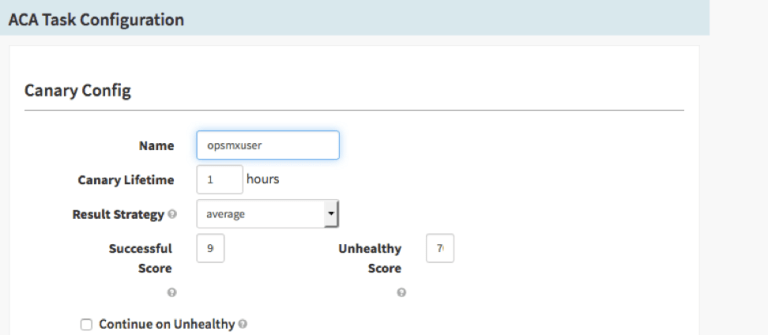 ACA Task Configuration
Canary Config
Name opsmxuser
Canary Lifetime 1 hours
Result Strategy average
Successful Score 9
Unhealthy Score 7
Continue on Unhealthy